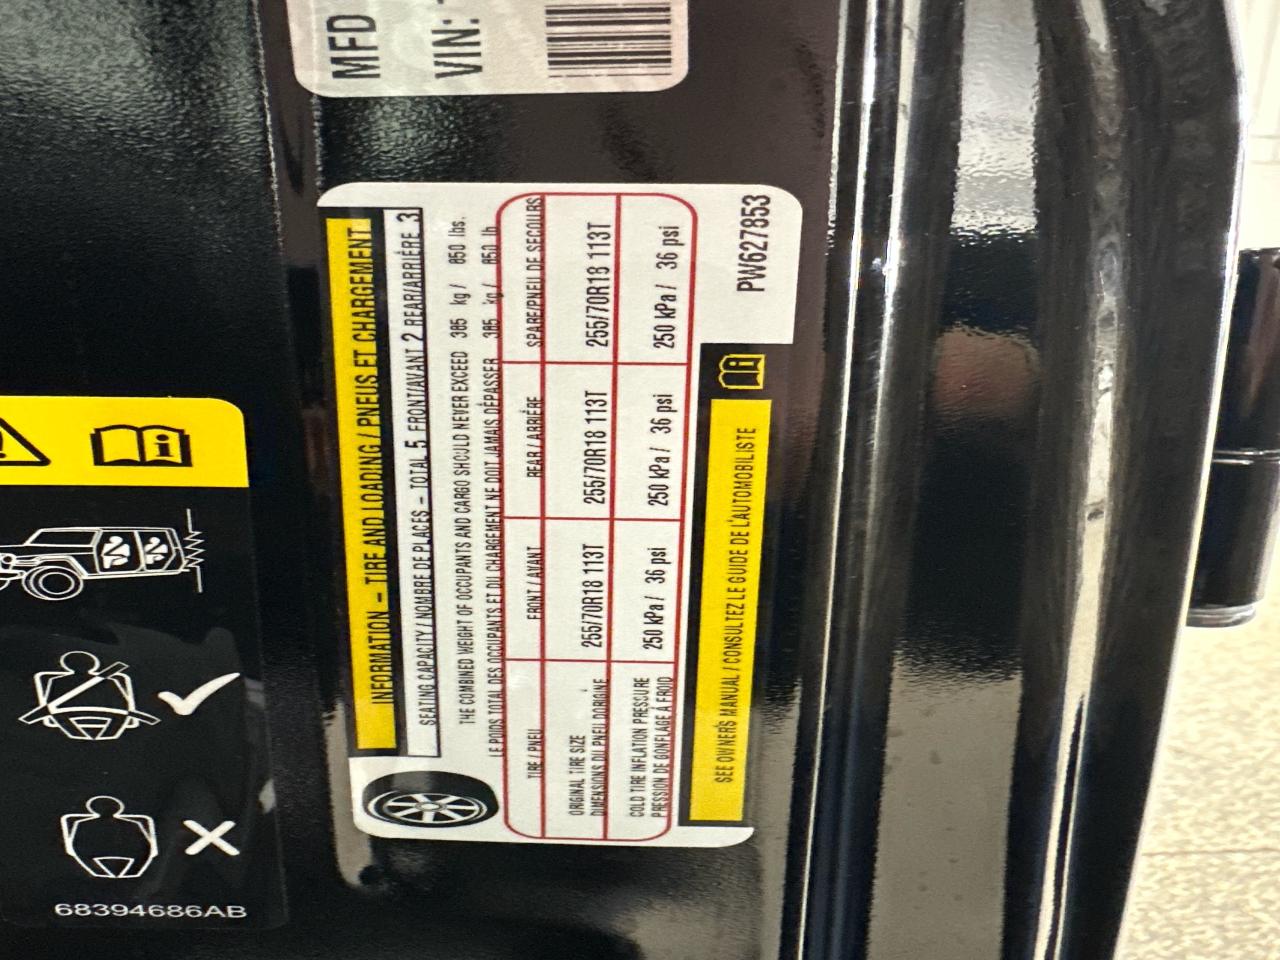 MFD
VIN:
INFORMATION – TIRE AND LOADING / PNEUS ET CHARGEMENT
SEATING CAPACITY / NOMBRE DE PLACES – TOTAL 5 FRONT/AVANT 2 REAR/ARRIÈRE 3
THE COMBINED WEIGHT OF OCCUPANTS AND CARGO SHOULD NEVER EXCEED 385 kg / 850 lbs.
LE POIDS TOTAL DES OCCUPANTS ET DU CHARGEMENT NE DOIT JAMAIS DÉPASSER 385 kg / 850 lb
TIRE / PNEU FRONT / AVANT REAR / ARRIÈRE SPARE/PNEU DE SECOURS
ORIGINAL TIRE SIZE
DIMENSIONS DU PNEU D'ORIGINE
255/70R18 113T 255/70R18 113T 255/70R18 113T
COLD TIRE INFLATION PRESSURE
PRESSION DE GONFLAGE À FROID
250 kPa / 36 psi 250 kPa / 36 psi 250 kPa / 36 psi
SEE OWNERS MANUAL / CONSULTEZ LE GUIDE DE L'AUTOMOBILISTE
PW627853
68394686AB